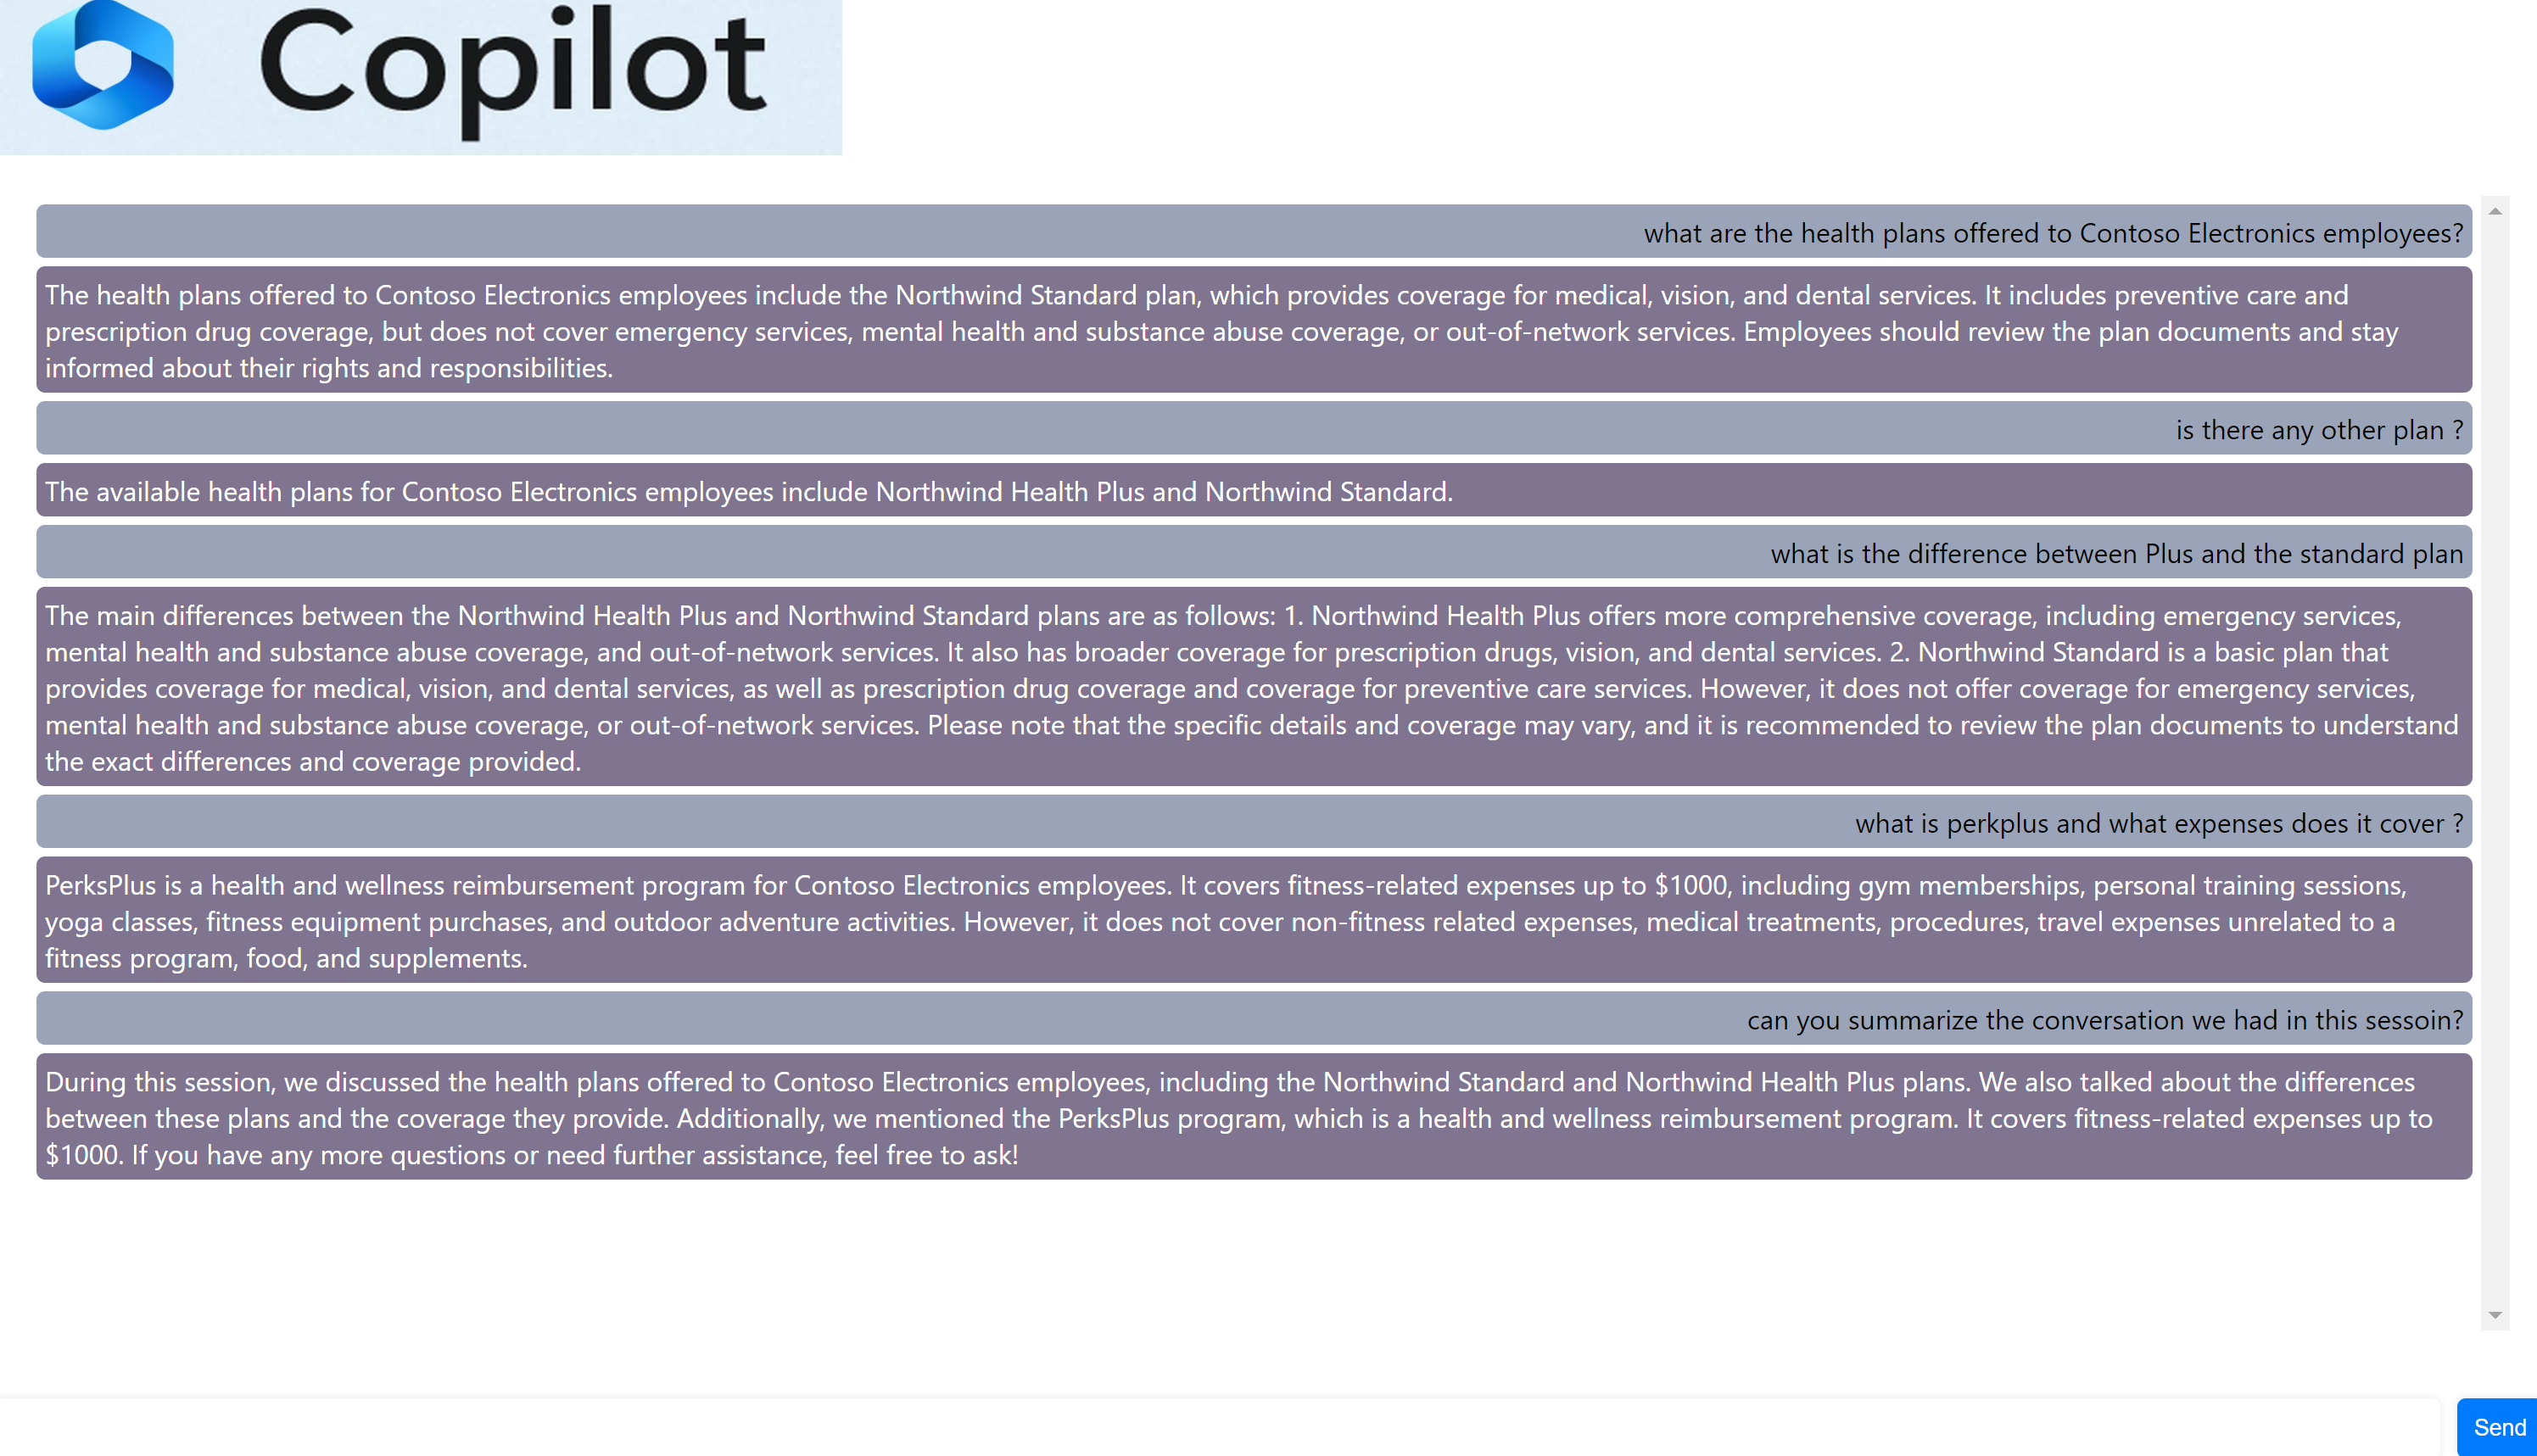 Copilot
what are the health plans offered to Contoso Electronics employees?
The health plans offered to Contoso Electronics employees include the Northwind Standard plan, which provides coverage for medical, vision, and dental services. It includes preventive care and
prescription drug coverage, but does not cover emergency services, mental health and substance abuse coverage, or out-of-network services. Employees should review the plan documents and stay
informed about their rights and responsibilities.
is there any other plan ?
The available health plans for Contoso Electronics employees include Northwind Health Plus and Northwind Standard.
what is the difference between Plus and the standard plan
The main differences between the Northwind Health Plus and Northwind Standard plans are as follows: 1. Northwind Health Plus offers more comprehensive coverage, including emergency services,
mental health and substance abuse coverage, and out-of-network services. It also has broader coverage for prescription drugs, vision, and dental services. 2. Northwind Standard is a basic plan that
provides coverage for medical, vision, and dental services, as well as prescription drug coverage and coverage for preventive care services. However, it does not offer coverage for emergency services,
mental health and substance abuse coverage, or out-of-network services. Please note that the specific details and coverage may vary, and it is recommended to review the plan documents to understand
the exact differences and coverage provided.
what is perkplus and what expenses does it cover ?
PerksPlus is a health and wellness reimbursement program for Contoso Electronics employees. It covers fitness-related expenses up to $1000, including gym memberships, personal training sessions,
yoga classes, fitness equipment purchases, and outdoor adventure activities. However, it does not cover non-fitness related expenses, medical treatments, procedures, travel expenses unrelated to a
fitness program, food, and supplements.
can you summarize the conversation we had in this sessoin?
During this session, we discussed the health plans offered to Contoso Electronics employees, including the Northwind Standard and Northwind Health Plus plans. We also talked about the differences
between these plans and the coverage they provide. Additionally, we mentioned the PerksPlus program, which is a health and wellness reimbursement program. It covers fitness-related expenses up to
$1000. If you have any more questions or need further assistance, feel free to ask!
Send